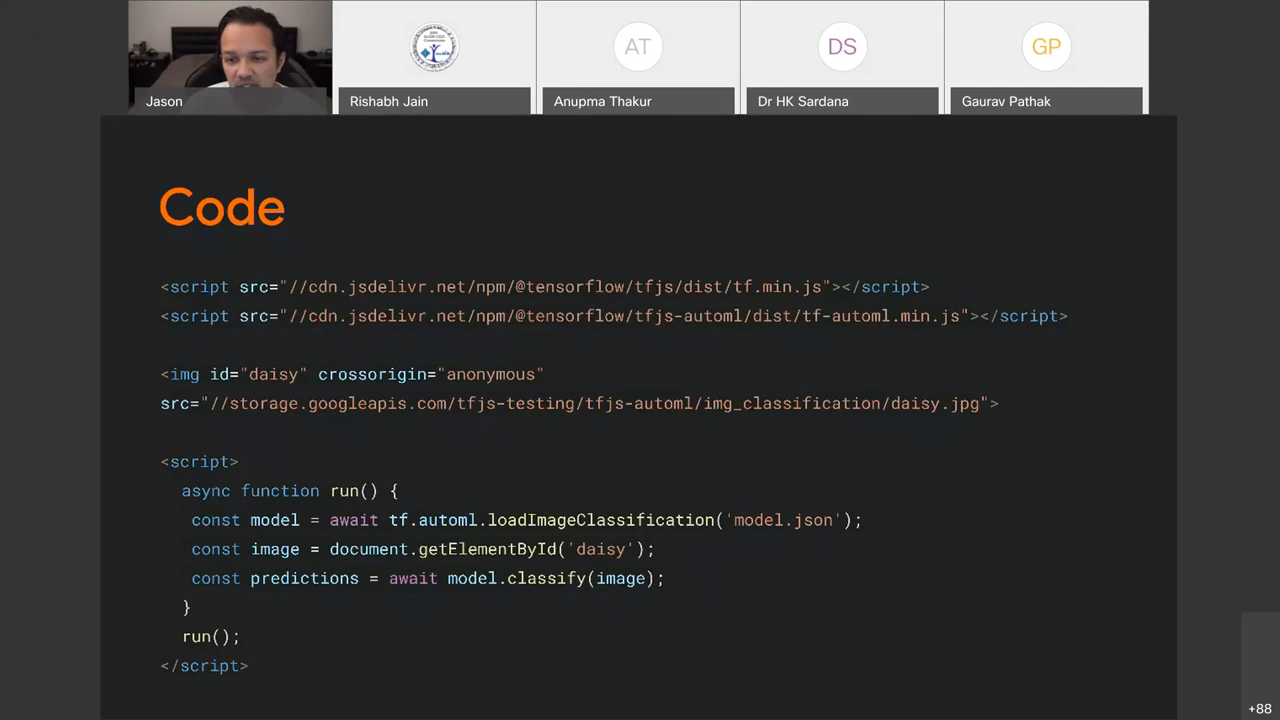 Jason
Rishabh Jain
AT
Anupma Thakur
DS
Dr HK Sardana
GP
Gaurav Pathak
Code
<script src="//cdn.jsdelivr.net/npm/@tensorflow/tfjs/dist/tf.min.js"></script>
<script src="//cdn.jsdelivr.net/npm/@tensorflow/tfjs-automl/dist/tf-automl.min.js"></script>
<img id="daisy" crossorigin="anonymous"
src="//storage.googleapis.com/tfjs-testing/tfjs-automl/img_classification/daisy.jpg">
<script>
async function run() {
const model = await tf.automl.loadImageClassification('model.json');
const image = document.getElementById('daisy');
const predictions = await model.classify(image);
}
run();
</script>
+88